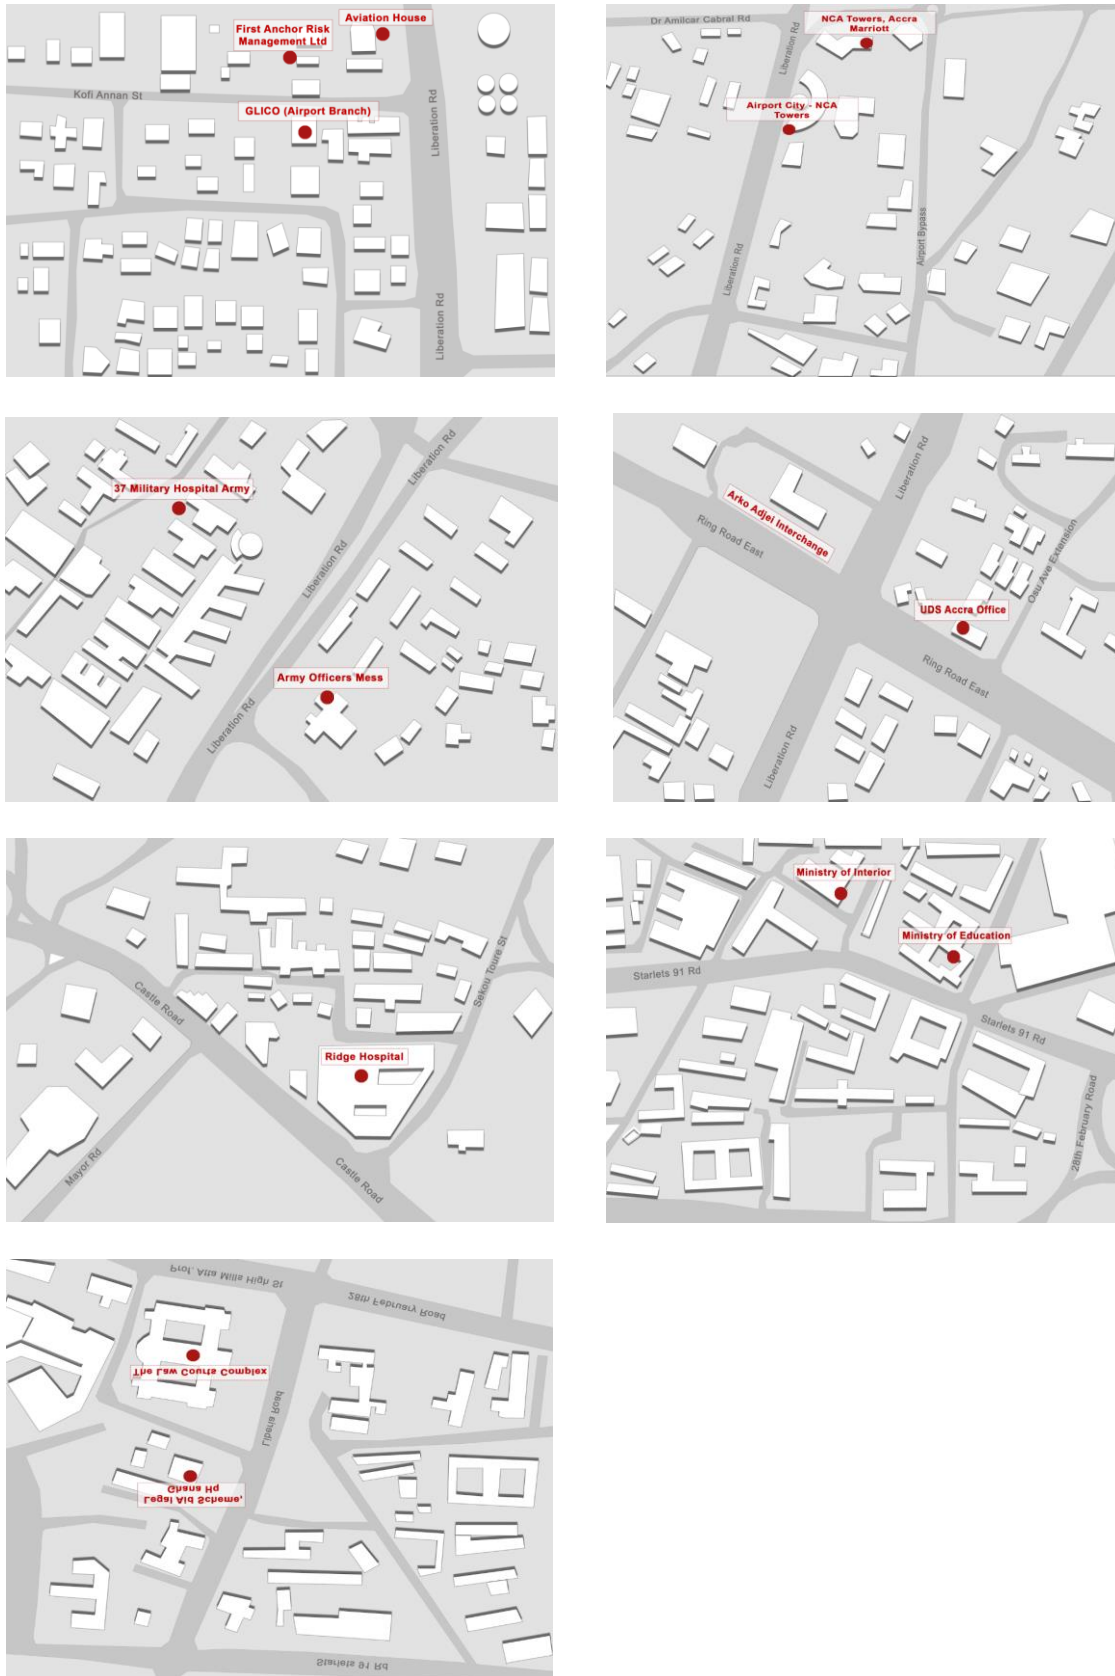 Aviation House
First Anchor Risk
Management Ltd
Kofi Annan St
GLICO (Airport Branch)
Liberation Rd
Liberation Rd
Dr Amilcar Cabral Rd
NCA Towers, Accra
Marriott
Liberation Rd
Airport City - NCA
Towers
Airport Bypass
Liberation Rd
Liberation Rd
37 Military Hospital Army
Liberation Rd
Army Officers Mess
Liberation Rd
Liberation Rd
Arko Adjei Interchange
Ring Road East
Osu Ave Extension
UDS Accra Office
Ring Road East
Liberation Rd
Castle Road
Sekou Toure St
Ridge Hospital
Mayor Rd
Castle Road
Ministry of Interior
Ministry of Education
Starlets 91 Rd
Starlets 91 Rd
28th February Road
Prof. Atta Mills High St
28th February Road
The Law Courts Complex
Liberia Road
Legal Aid Scheme,
Ghana Hq
Starlets 91 Rd